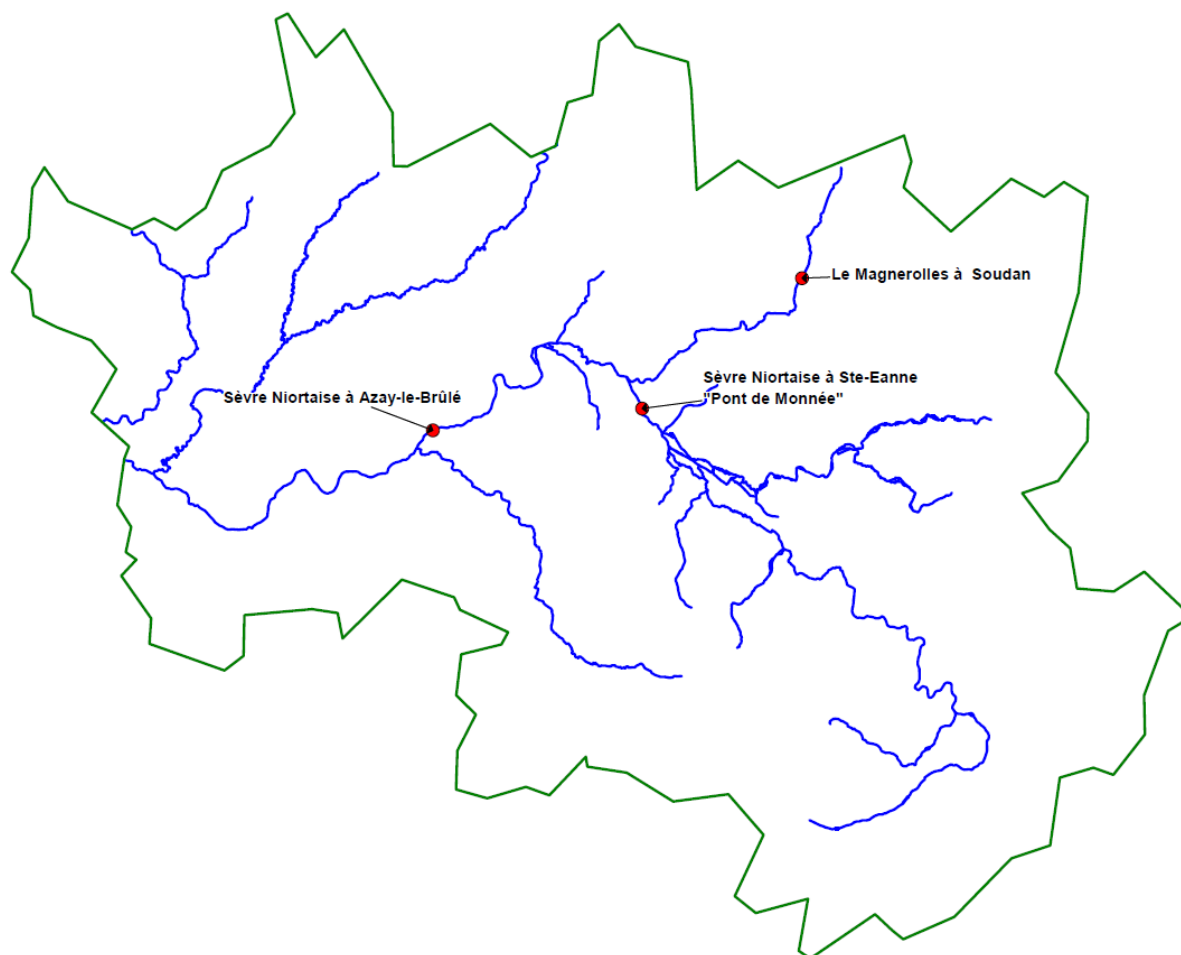 Le Magnerolles à Soudan
Sèvre Niortaise à Ste-Eanne
"Pont de Monnée"
Sèvre Niortaise à Azay-le-Brûlé